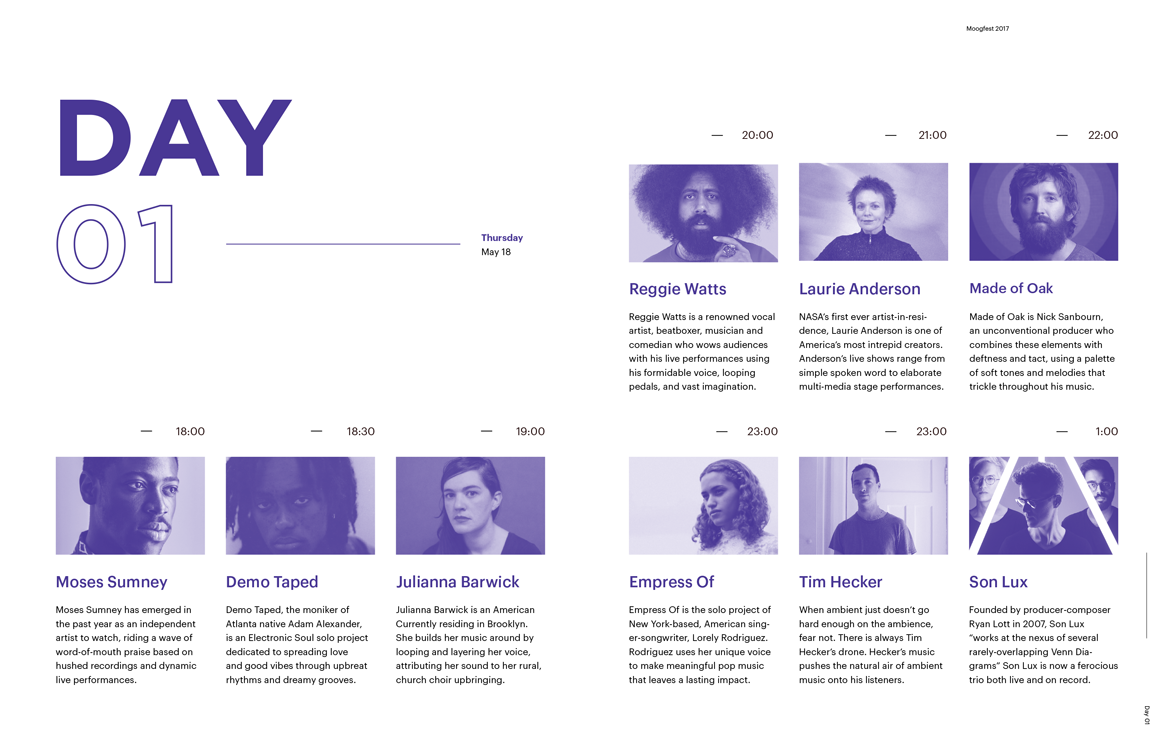 Moogfest 2017
DAY
01
Thursday
May 18
— 18:00
Moses Sumney
Moses Sumney has emerged in
the past year as an independent
artist to watch, riding a wave of
word-of-mouth praise based on
hushed recordings and dynamic
live performances.
— 18:30
Demo Taped
Demo Taped, the moniker of
Atlanta native Adam Alexander,
is an Electronic Soul solo project
dedicated to spreading love
and good vibes through upbreat
rhythms and dreamy grooves.
— 19:00
Julianna Barwick
Julianna Barwick is an American
Currently residing in Brooklyn.
She builds her music around by
looping and layering her voice,
attributing her sound to her rural,
church choir upbringing.
— 20:00
Reggie Watts
Reggie Watts is a renowned vocal
artist, beatboxer, musician and
comedian who wows audiences
with his live performances using
his formidable voice, looping
pedals, and vast imagination.
— 21:00
Laurie Anderson
NASA’s first ever artist-in-resi-
dence, Laurie Anderson is one of
America’s most intrepid creators.
Anderson’s live shows range from
simple spoken word to elaborate
multi-media stage performances.
— 22:00
Made of Oak
Made of Oak is Nick Sanbourn,
an unconventional producer who
combines these elements with
deftness and tact, using a palette
of soft tones and melodies that
trickle throughout his music.
— 23:00
Empress Of
Empress Of is the solo project of
New York-based, American sing-
er-songwriter, Lorely Rodriguez.
Rodriguez uses her unique voice
to make meaningful pop music
that leaves a lasting impact.
— 23:00
Tim Hecker
When ambient just doesn’t go
hard enough on the ambience,
fear not. There is always Tim
Hecker’s drone. Hecker’s music
pushes the natural air of ambient
music onto his listeners.
— 1:00
Son Lux
Founded by producer-composer
Ryan Lott in 2007, Son Lux
“works at the nexus of several
rarely-overlapping Venn Dia-
grams” Son Lux is now a ferocious
trio both live and on record.
Day 01